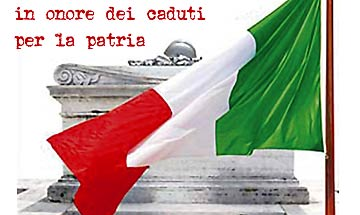 in onore dei caduti
per la patria